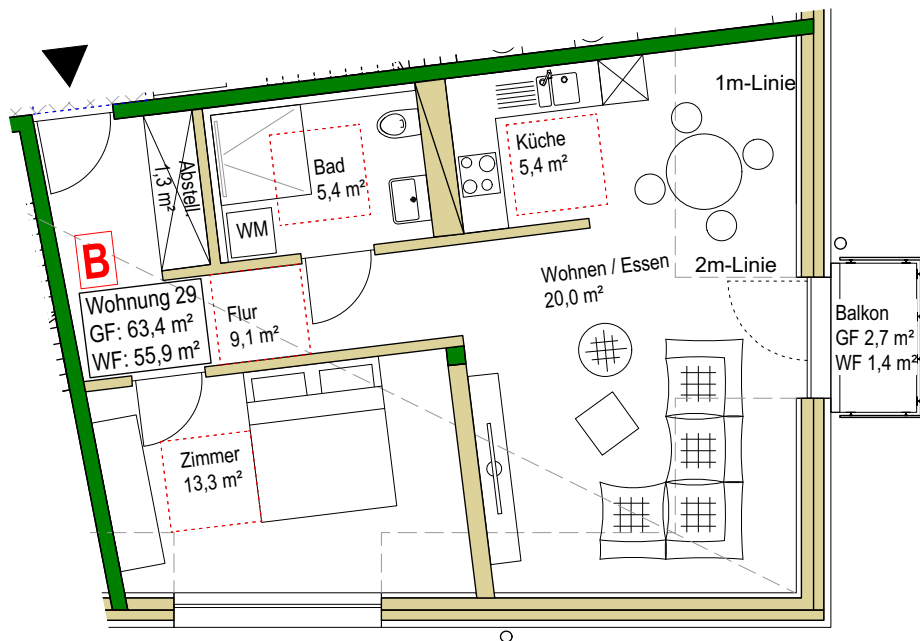 1m-Linie
Küche
5,4 m²
Bad
5,4 m²
Abstell.
1,3 m²
WM
B
2m-Linie
Wohnen / Essen
20,0 m²
Wohnung 29
GF: 63,4 m²
WF: 55,9 m²
Flur
9,1 m²
Balkon
GF 2,7 m²
WF 1,4 m²
Zimmer
13,3 m²